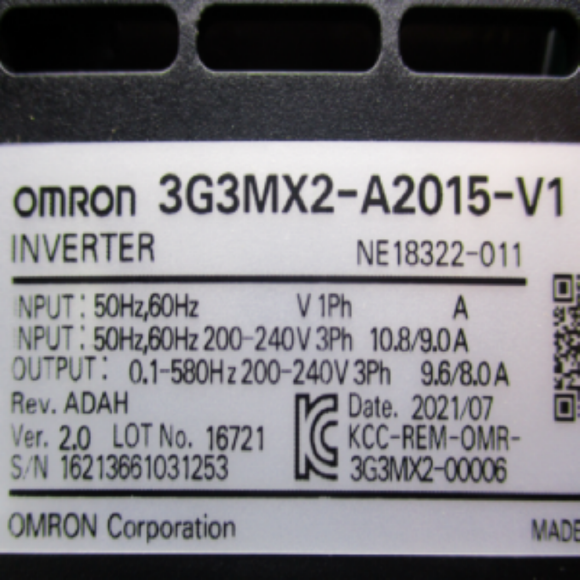 OMRON 3G3MX2-A2015-V1
INVERTER NE18322-011
INPUT: 50Hz,60Hz V 1Ph A
INPUT: 50Hz,60Hz 200-240V 3Ph 10.8/9.0A
OUTPUT: 0.1-580Hz 200-240V 3Ph 9.6/8.0A
Rev. ADAH Date. 2021/07
Ver. 2.0 LOT No. 16721 KCC-REM-OMR-
S/N 16213661031253 3G3MX2-00006
OMRON Corporation MADE